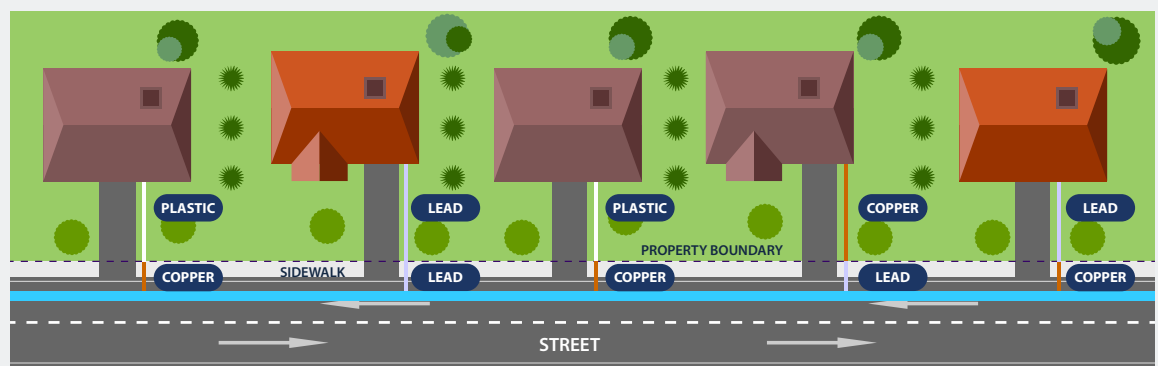 PLASTIC
LEAD
PLASTIC
COPPER
LEAD
PROPERTY BOUNDARY
SIDEWALK
COPPER
LEAD
COPPER
LEAD
COPPER
STREET